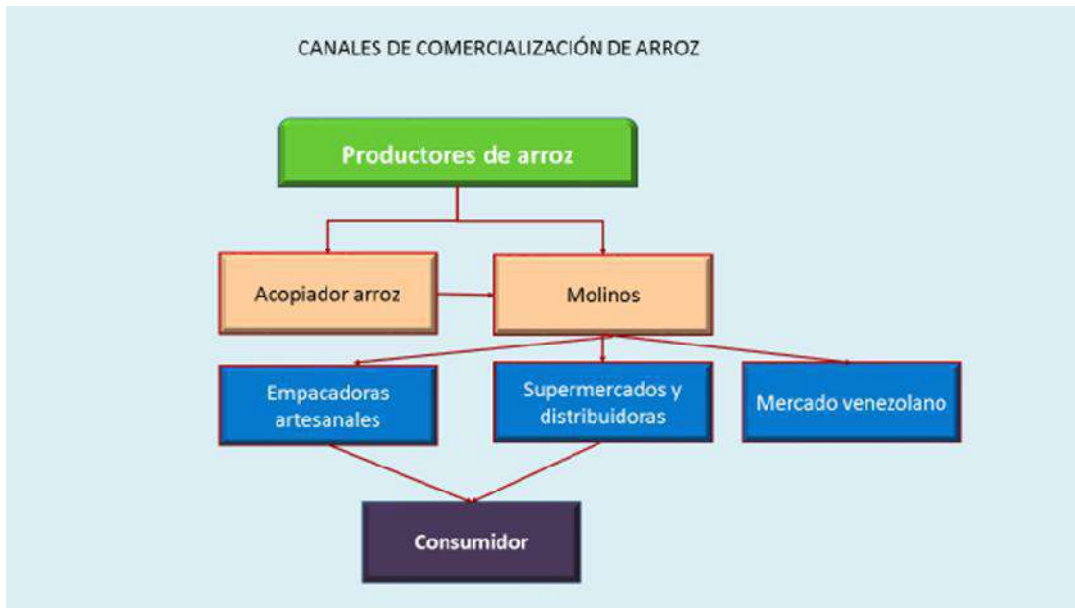 CANALES DE COMERCIALIZACIÓN DE ARROZ
Productores de arroz
Acopiador arroz
Molinos
Empacadoras
artesanales
Supermercados y
distribuidoras
Mercado venezolano
Consumidor